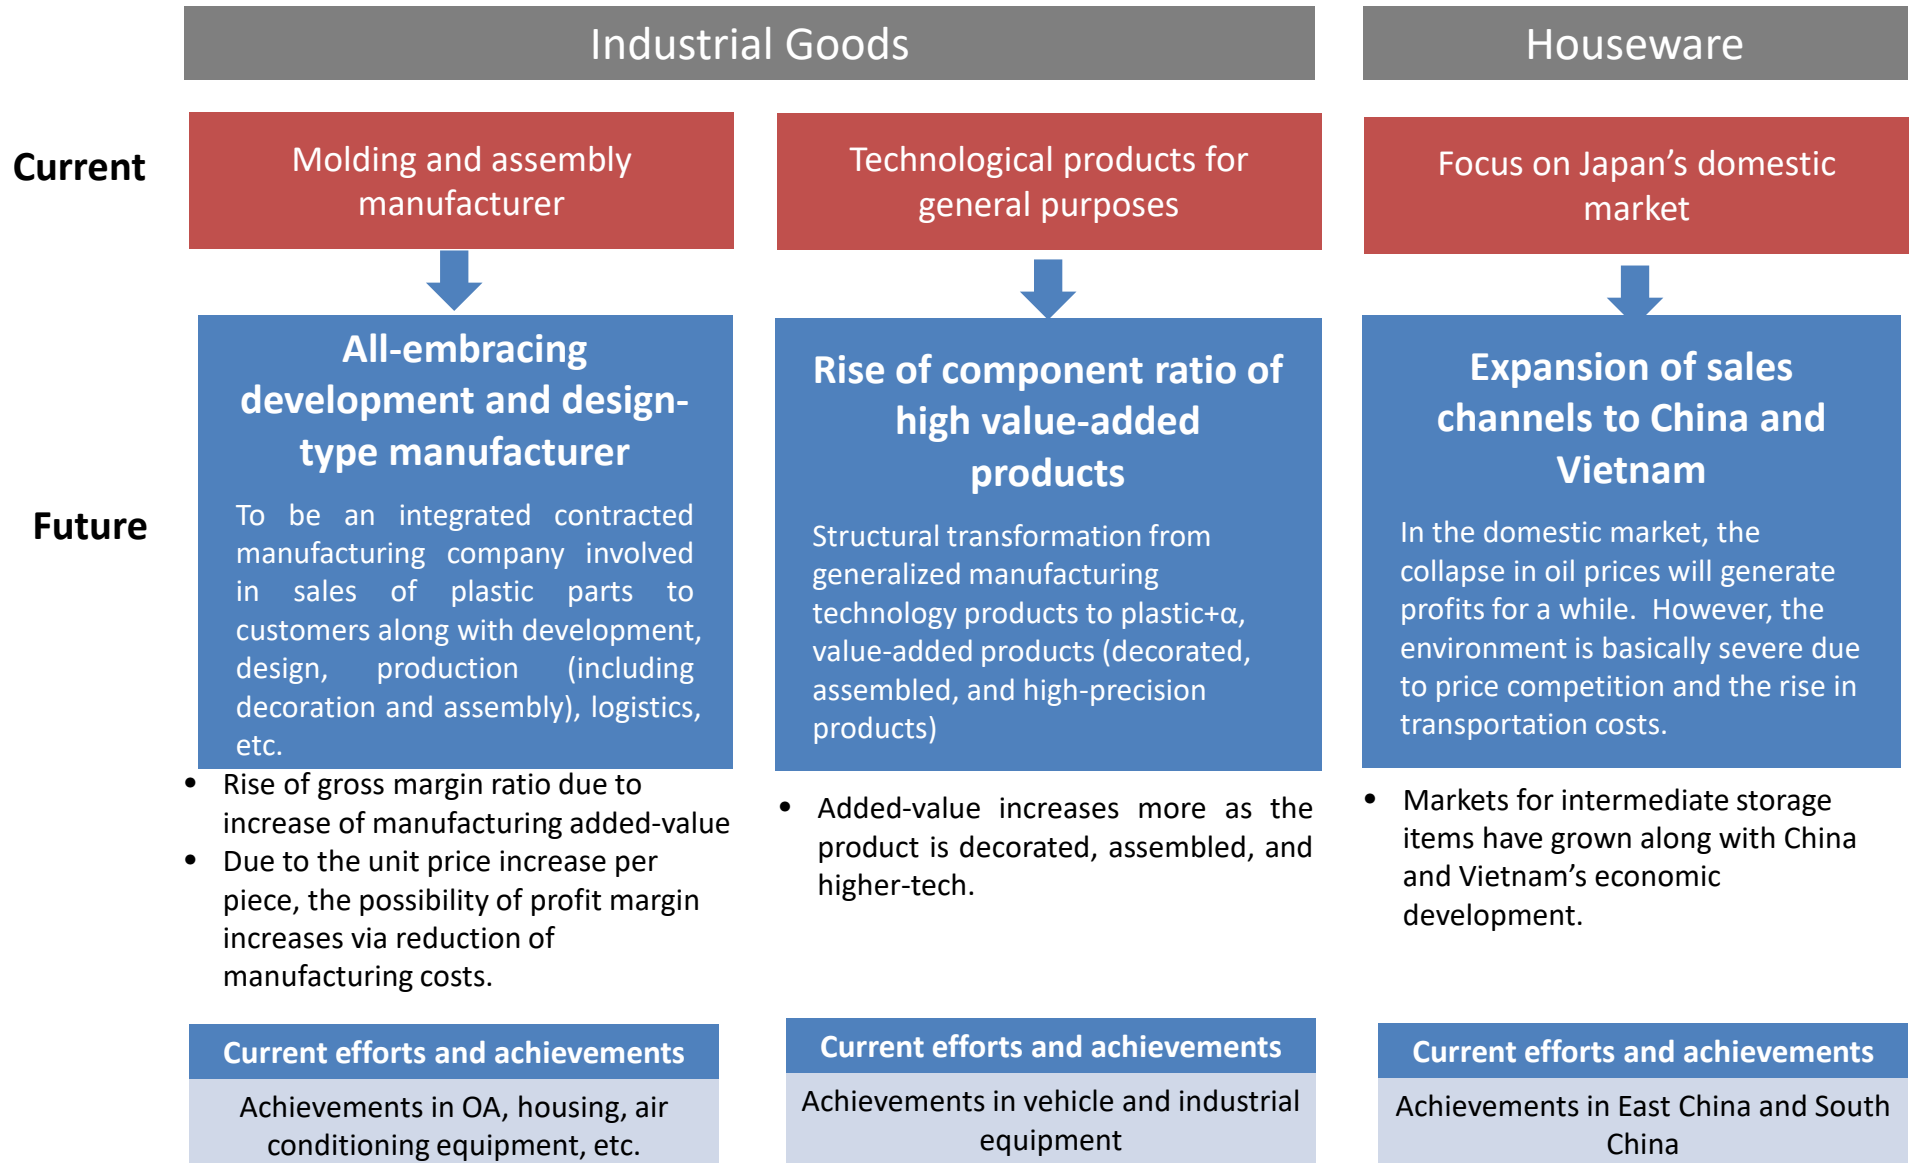 Industrial Goods
Houseware
Current
Molding and assembly
manufacturer
Technological products for
general purposes
Focus on Japan’s domestic
market
Future
All-embracing
development and design-
type manufacturer
To be an integrated contracted
manufacturing company involved
in sales of plastic parts to
customers along with development,
design, production (including
decoration and assembly), logistics,
etc.
Rise of component ratio of
high value-added
products
Structural transformation from
generalized manufacturing
technology products to plastic+α,
value-added products (decorated,
assembled, and high-precision
products)
Expansion of sales
channels to China and
Vietnam
In the domestic market, the
collapse in oil prices will generate
profits for a while.  However, the
environment is basically severe due
to price competition and the rise in
transportation costs.
• Rise of gross margin ratio due to
increase of manufacturing added-value
• Due to the unit price increase per
piece, the possibility of profit margin
increases via reduction of
manufacturing costs.
• Added-value increases more as the
product is decorated, assembled, and
higher-tech.
• Markets for intermediate storage
items have grown along with China
and Vietnam’s economic
development.
Current efforts and achievements
Achievements in OA, housing, air
conditioning equipment, etc.
Current efforts and achievements
Achievements in vehicle and industrial
equipment
Current efforts and achievements
Achievements in East China and South
China